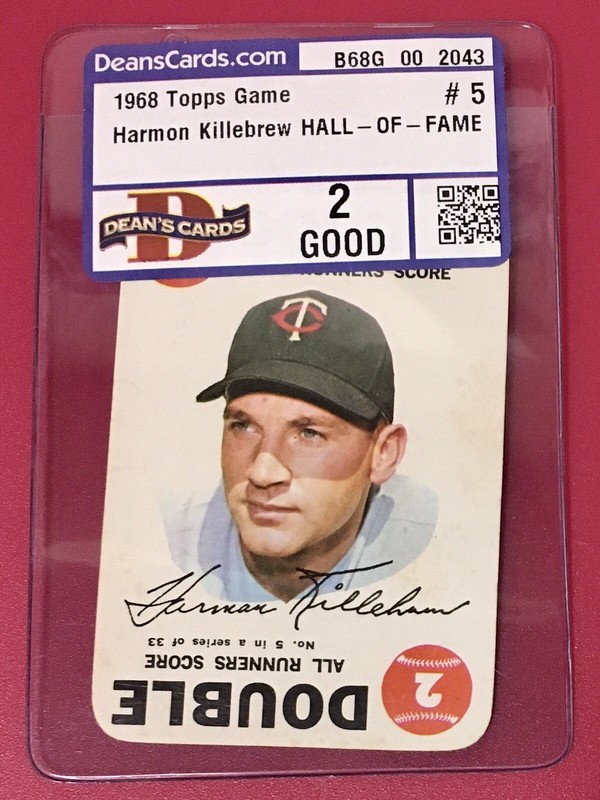 DeansCards.com
B68G 00 2043
1968 Topps Game
# 5
Harmon Killebrew HALL-OF-FAME
D
DEAN'S CARDS
2
GOOD
RUNNERS SCORE
TC
Harmon Killebrew
No. 5 in a series of 33
ALL RUNNERS SCORE
DOUBLE
2